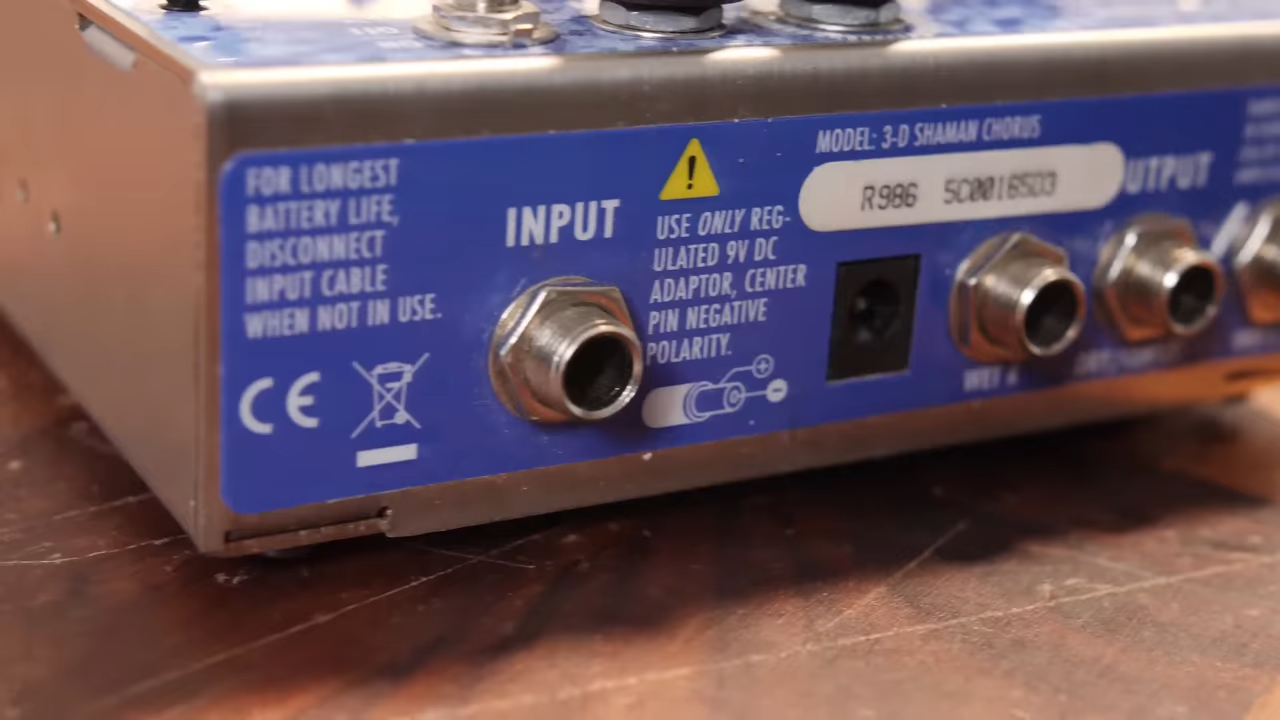 FOR LONGEST
BATTERY LIFE,
DISCONNECT
INPUT CABLE
WHEN NOT IN USE.
CE
INPUT
USE ONLY REG-
ULATED 9V DC
ADAPTOR, CENTER
PIN NEGATIVE
POLARITY.
MODEL: 3-D SHAMAN CHORUS
R986 5C00165D3
UTPUT